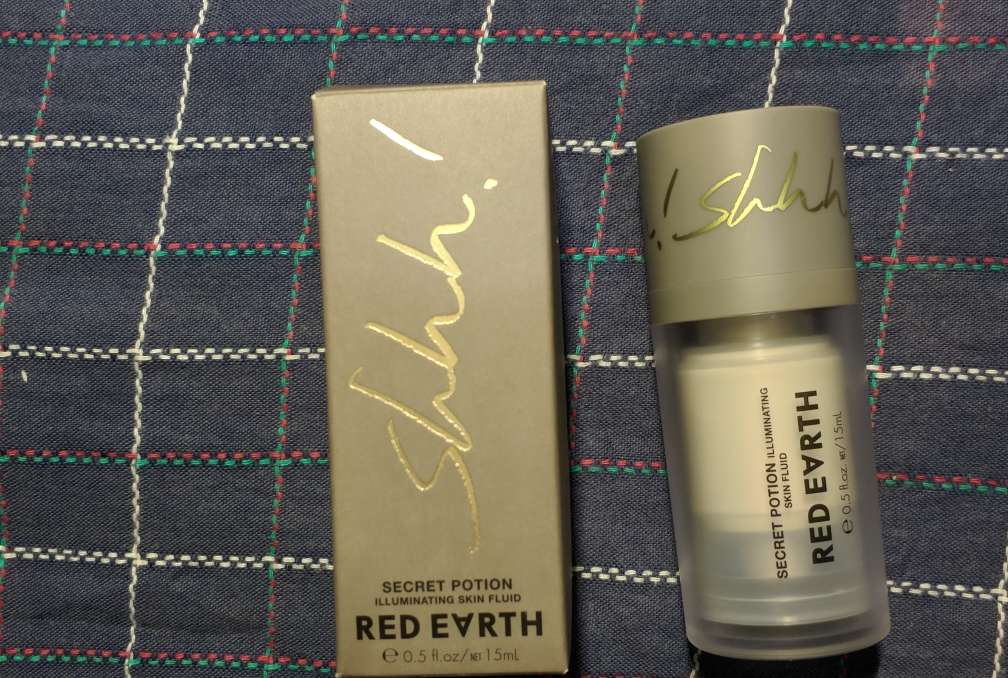 Shhh!
SECRET POTION
ILLUMINATING SKIN FLUID
RED EARTH
℮ 0.5 fl.oz/NET 15mL
! Shhh
SECRET POTION ILLUMINATING
SKIN FLUID
RED EARTH
℮ 0.5 fl.oz. NET/15mL